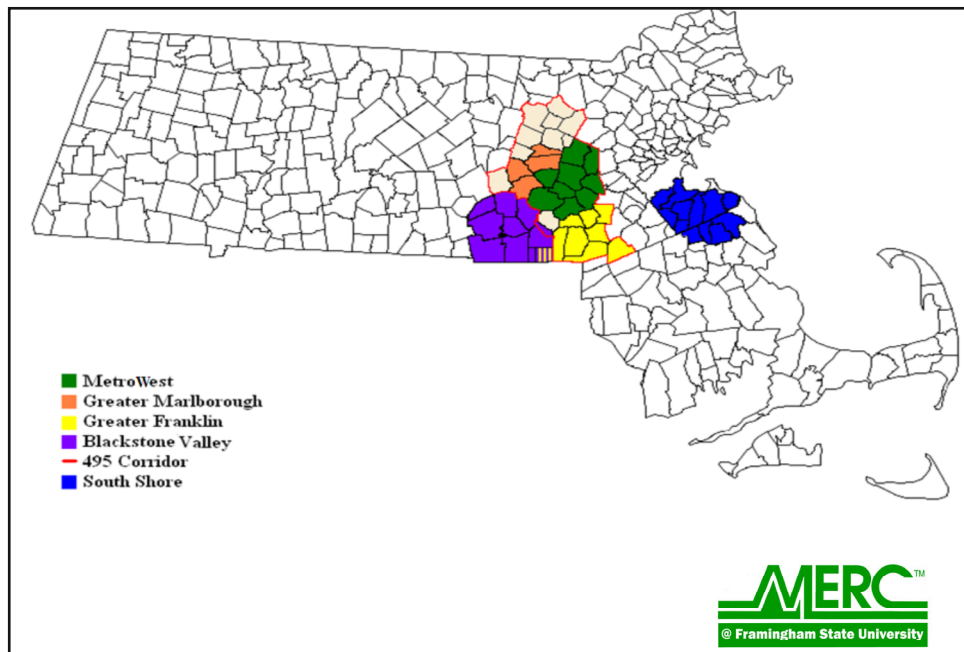 MetroWest
Greater Marlborough
Greater Franklin
Blackstone Valley
495 Corridor
South Shore
MERC™
@ Framingham State University